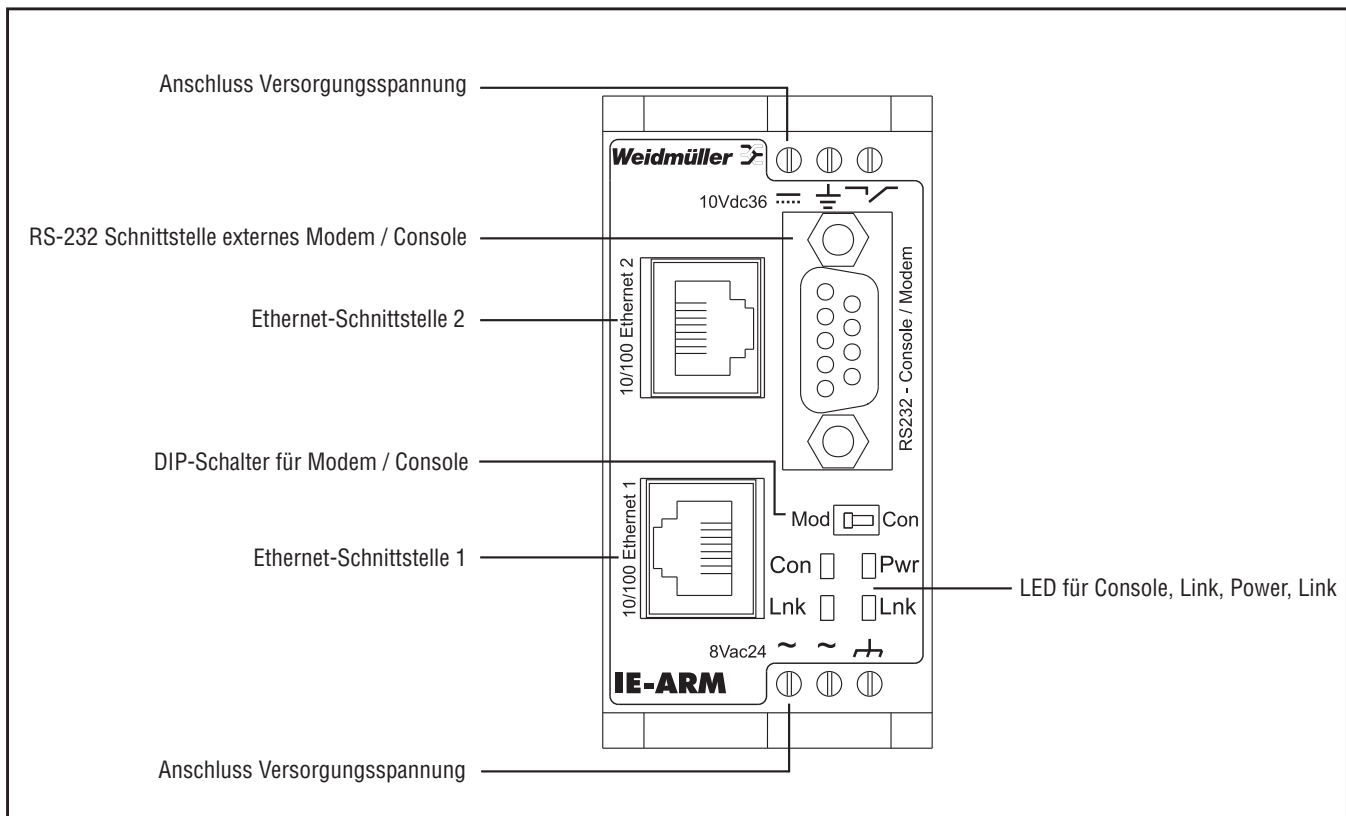 Anschluss Versorgungsspannung
Weidmüller
10Vdc36
RS-232 Schnittstelle externes Modem / Console
10/100 Ethernet 2
RS232 - Console / Modem
Ethernet-Schnittstelle 2
DIP-Schalter für Modem / Console
10/100 Ethernet 1
Mod Con
Ethernet-Schnittstelle 1
Con Pwr
LED für Console, Link, Power, Link
Lnk Lnk
8Vac24 ~ ~
IE-ARM
Anschluss Versorgungsspannung